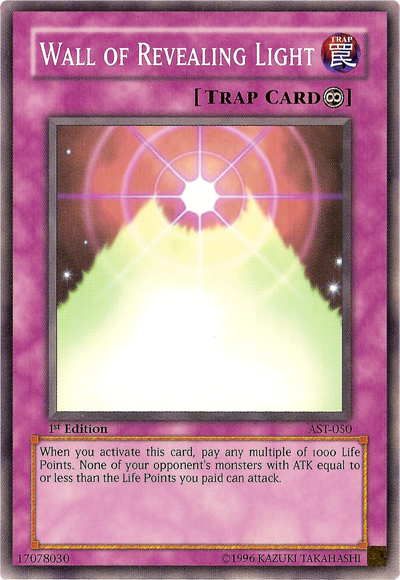 WALL OF REVEALING LIGHT
TRAP
罠
[TRAP CARD]
1st Edition
AST-050
When you activate this card, pay any multiple of 1000 Life
Points. None of your opponent's monsters with ATK equal to
or less than the Life Points you paid can attack.
17078030
©1996 KAZUKI TAKAHASHI